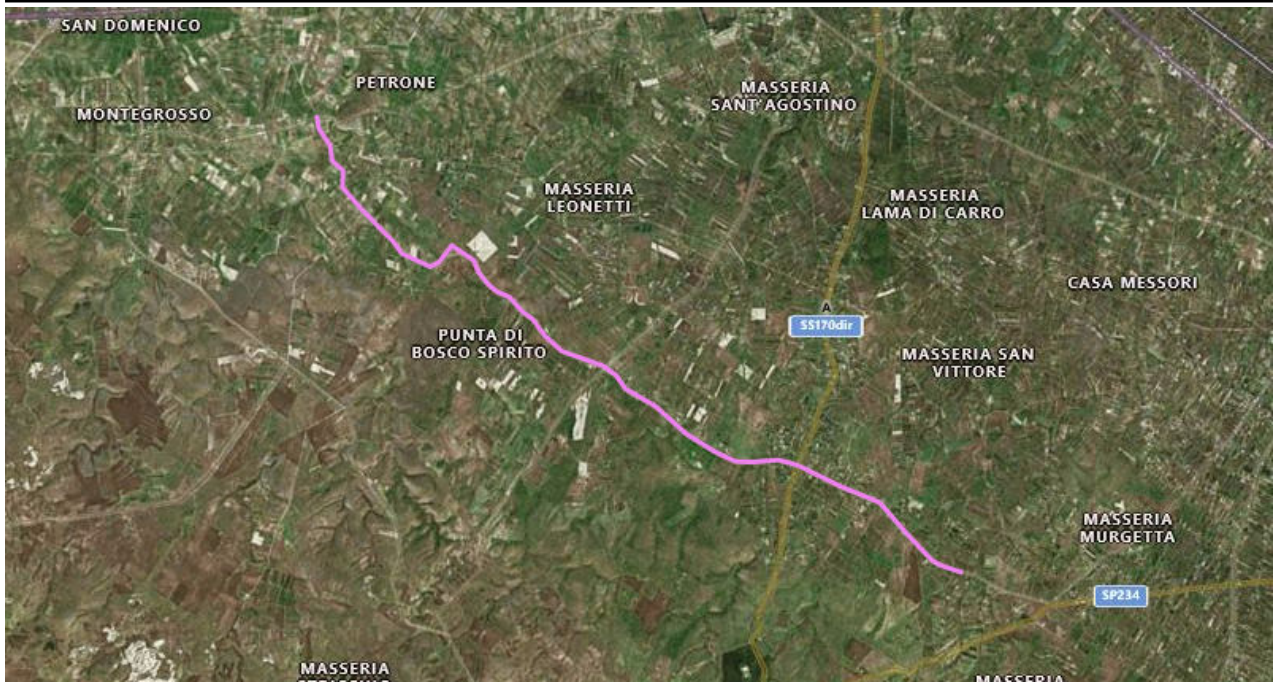 SAN DOMENICO
PETRONE
MONTEGROSSO
MASSERIA
SANT'AGOSTINO
MASSERIA
LEONETTI
MASSERIA
LAMA DI CARRO
CASA MESSORI
A
SS170dir
PUNTA DI
BOSCO SPIRITO
MASSERIA SAN
VITTORE
MASSERIA
MURGETTA
SP234
MASSERIA
MASSERIA